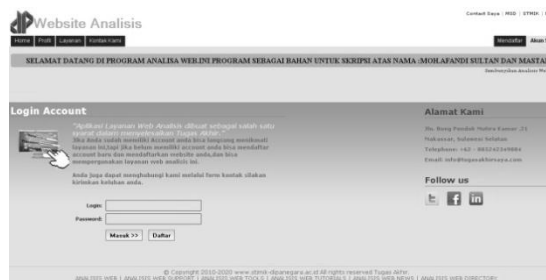 Contact Saya | MSG | STMIK |
Website Analisis
Home Profil Layanan Kontak Kami
Mendaftar Akun
SELAMAT DATANG DI PROGRAM ANALISA WEB.INI PROGRAM SEBAGAI BAHAN UNTUK SKRIPSI ATAS NAMA :MOH.AFANDI SULTAN DAN MASTA
Login Account
"Aplikasi Layanan Web Analisis dibuat sebagai salah satu
syarat dalam menyelesaikan Tugas Akhir."
Jika Anda sudah memiliki Account anda bisa langsung menikmati
layanan ini,tapi jika belum memiliki account anda bisa mendaftar
account baru dan mendaftarkan website anda,dan bisa
mempergunakan layanan web analisis ini.
Anda juga dapat menghubungi kami melalui form kontak silakan
kirimkan keluhan anda.
Login:
Password:
Masuk >> Daftar
Alamat Kami
Makassar, Sulawesi Selatan
Email: info@tugasakhirsaya.com
Follow us
© Copyright 2010-2020 www.stmik-dipanegara.ac.id All rights reserved Tugas Akhir.
ANALISIS WEB | ANALISIS WEB SUPPORT | ANALISIS WEB TOOLS | ANALISIS WEB TUTORIALS | ANALISIS WEB NEWS | ANALISIS WEB DIRECTORY